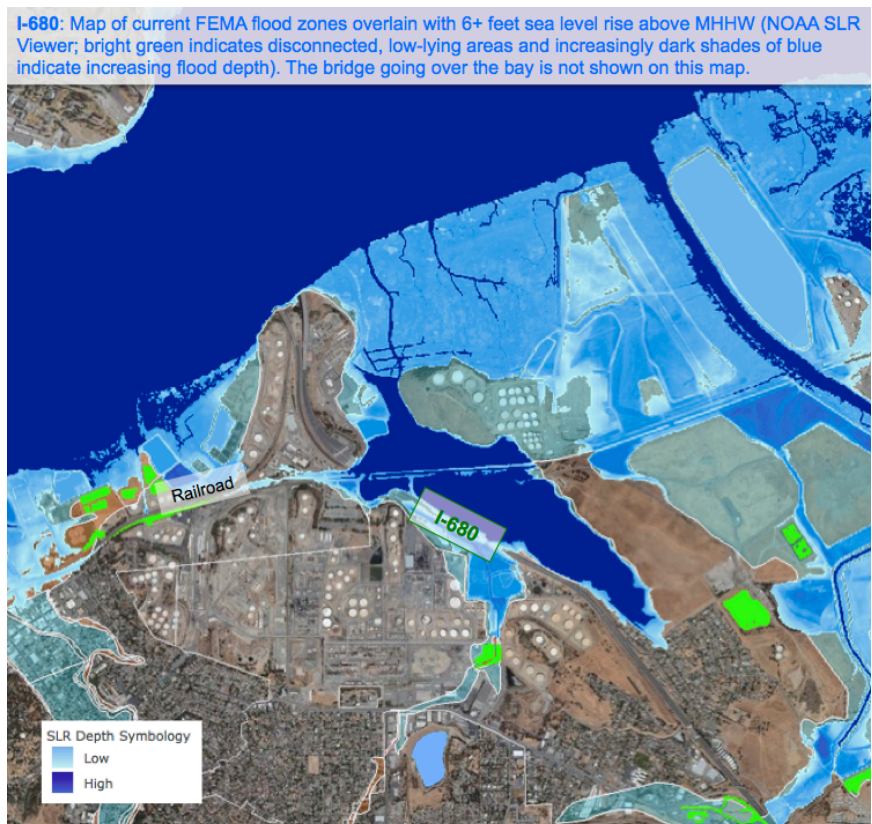 I-680: Map of current FEMA flood zones overlain with 6+ feet sea level rise above MHHW (NOAA SLR
Viewer; bright green indicates disconnected, low-lying areas and increasingly dark shades of blue
indicate increasing flood depth). The bridge going over the bay is not shown on this map.
Railroad
I-680
SLR Depth Symbology
Low
High